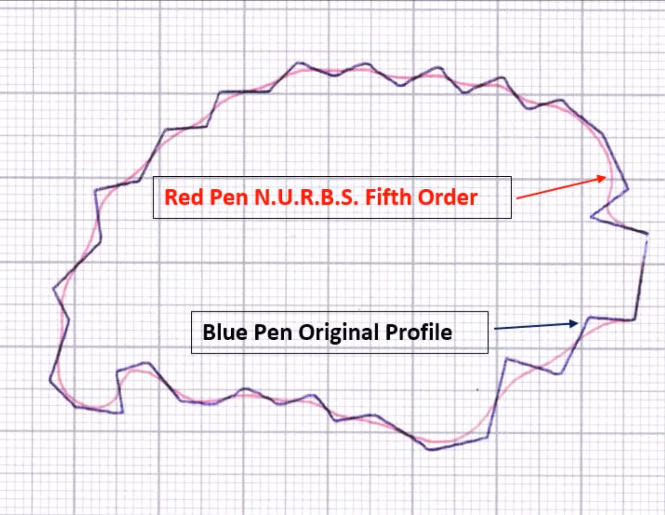 Red Pen N.U.R.B.S. Fifth Order
Blue Pen Original Profile